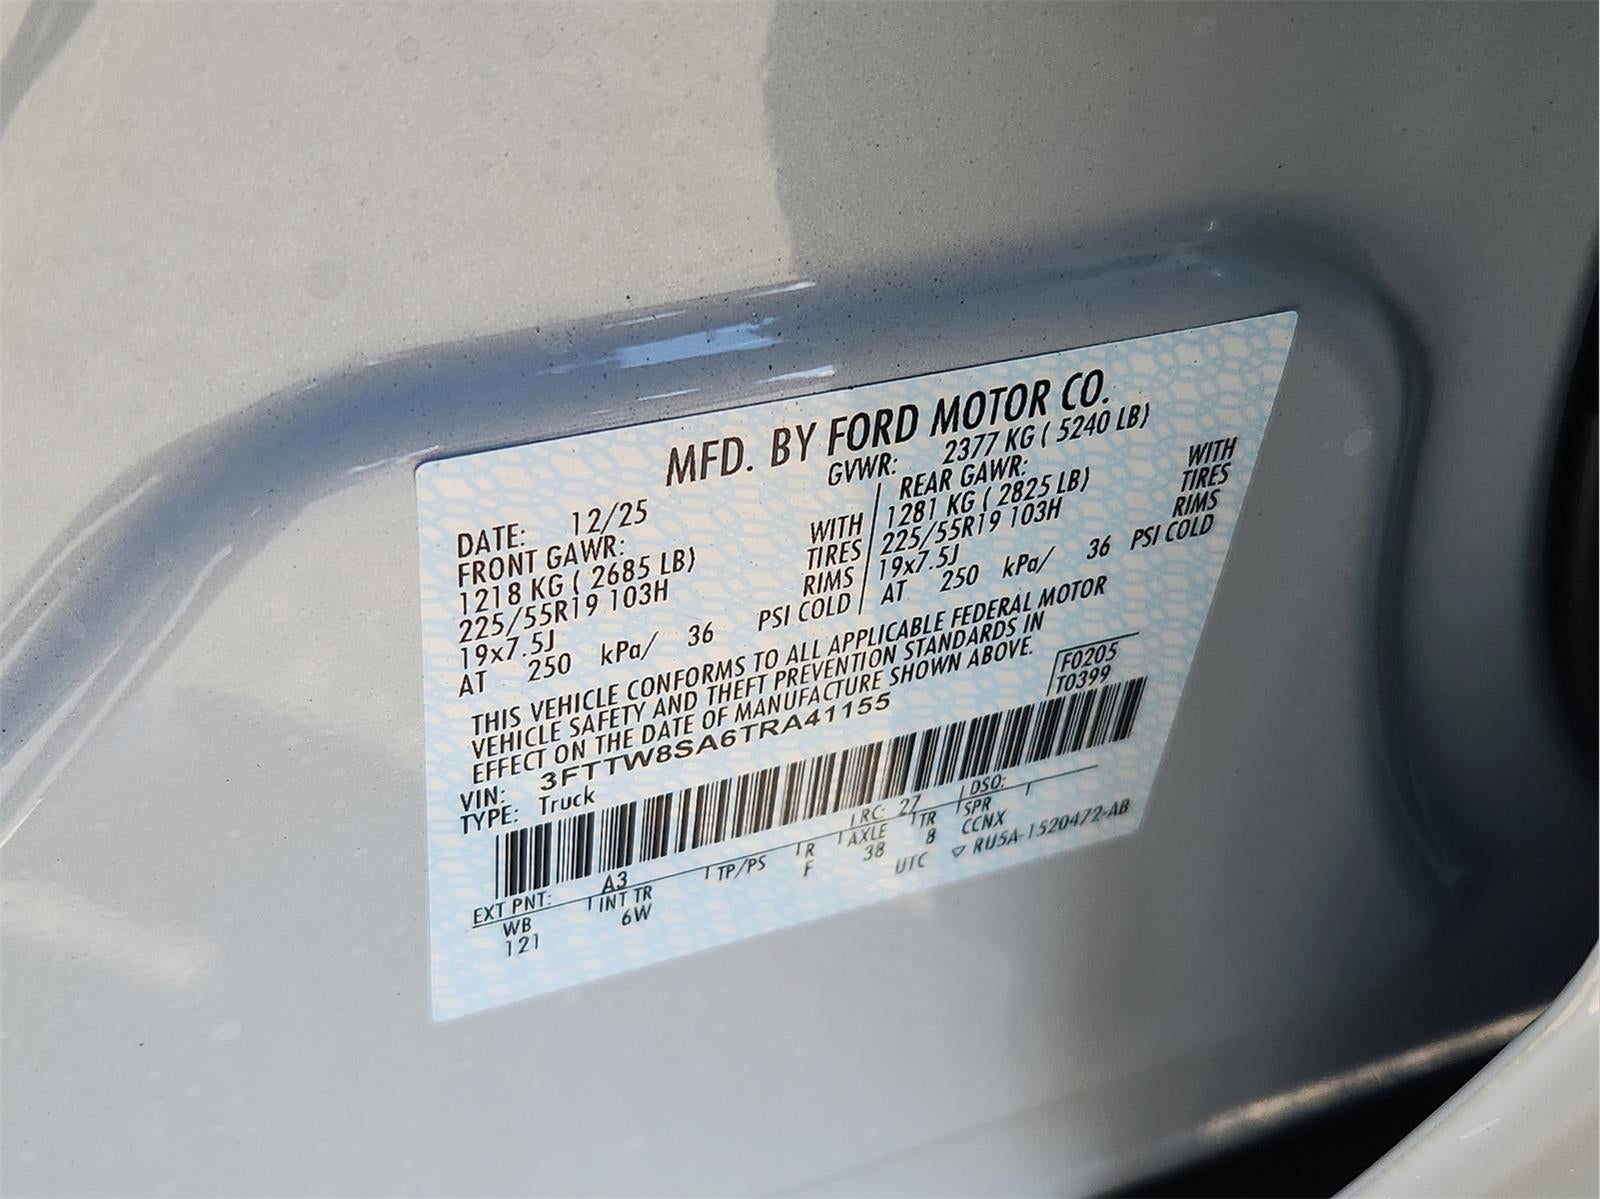 MFD. BY FORD MOTOR CO.
DATE: 12/25 GVWR: 2377 KG ( 5240 LB)
FRONT GAWR: REAR GAWR:
1218 KG ( 2685 LB) WITH 1281 KG ( 2825 LB) WITH
225/55R19 103H TIRES 225/55R19 103H TIRES
19x7.5J RIMS 19x7.5J RIMS
AT 250 kPa/ 36 PSI COLD AT 250 kPa/ 36 PSI COLD
THIS VEHICLE CONFORMS TO ALL APPLICABLE FEDERAL MOTOR
VEHICLE SAFETY AND THEFT PREVENTION STANDARDS IN
EFFECT ON THE DATE OF MANUFACTURE SHOWN ABOVE.
F0205
VIN: 3FTTW8SA6TRA41155 T0399
TYPE: Truck
EXT PNT: A3 RC: 27 DSO:
WB INT TR TP/PS R AXLE TR SPR
121 6W F 38 8 CCNX
UTC RU5A-1520472-AB